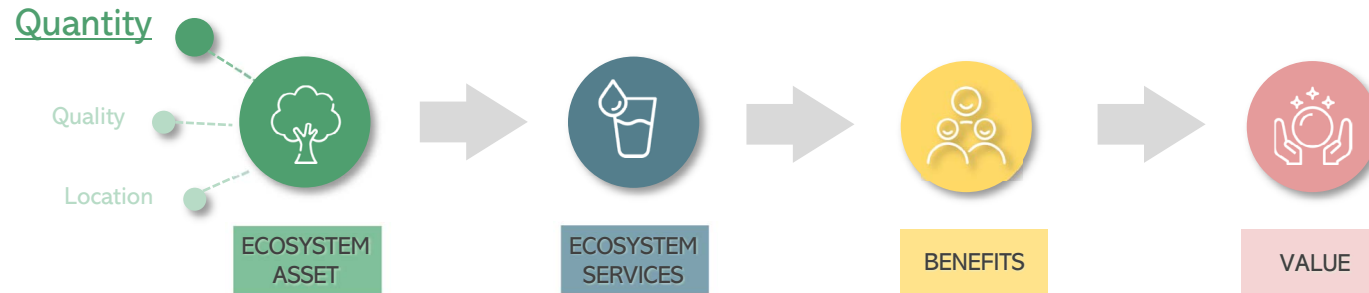 Quantity
Quality
Location
ECOSYSTEM
ASSET
ECOSYSTEM
SERVICES
BENEFITS
VALUE